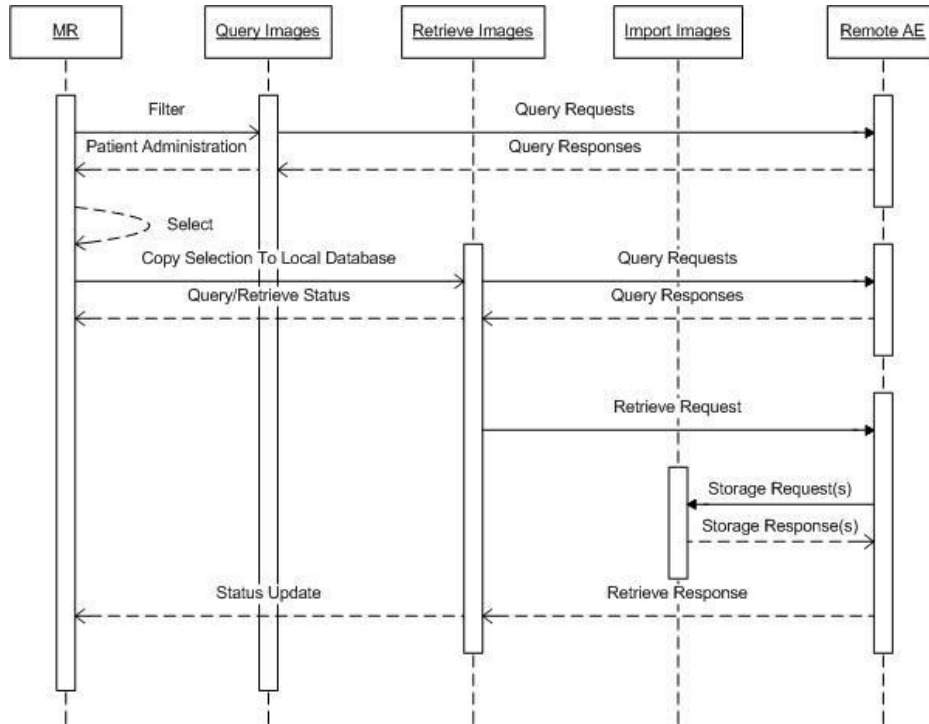 MR
Query Images
Retrieve Images
Import Images
Remote AE
Filter
Query Requests
Patient Administration
Query Responses
Select
Copy Selection To Local Database
Query Requests
Query/Retrieve Status
Query Responses
Retrieve Request
Storage Request(s)
Storage Response(s)
Status Update
Retrieve Response